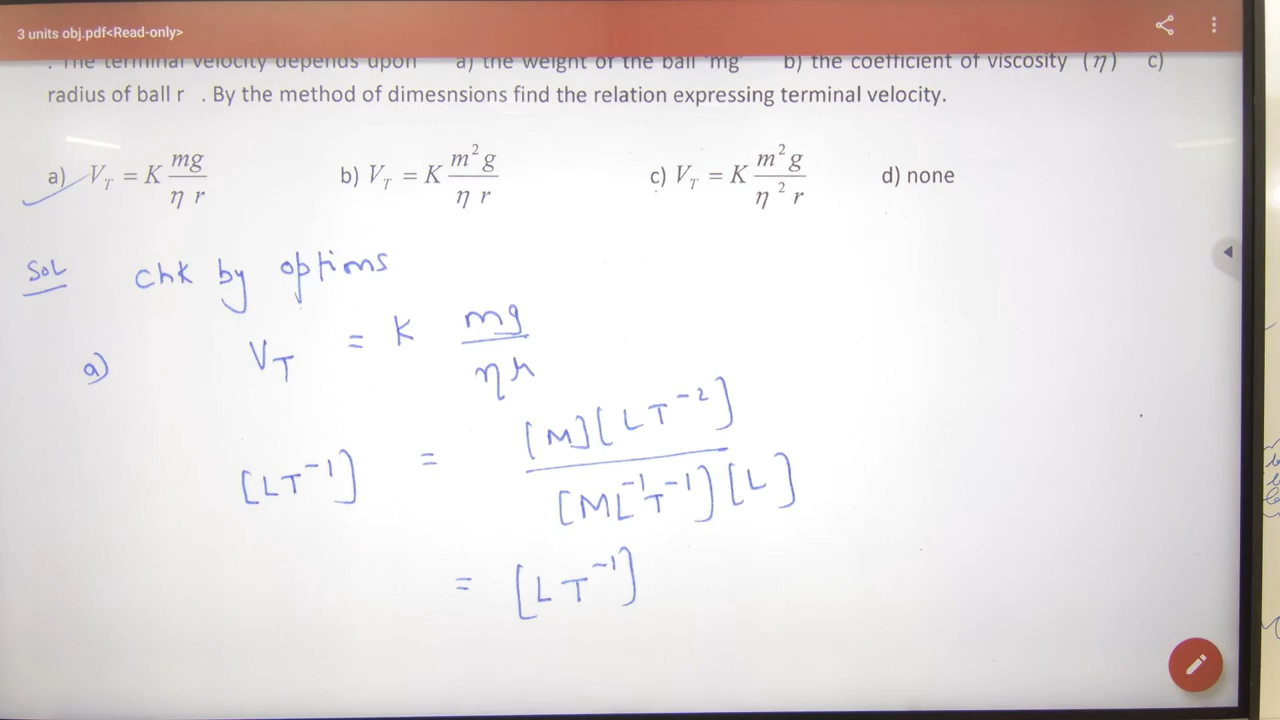 3 units obj.pdf<Read-only>
. The terminal velocity depends upon a) the weight of the ball 'mg' b) the coefficient of viscosity (η) c)
radius of ball r . By the method of dimesnsions find the relation expressing terminal velocity.
a) V_T = K mg / η r b) V_T = K m² g / η r c) V_T = K m² g / η² r d) none
Sol Chk by options
a) V_T = K mg / ηr
[LT⁻¹] = [M][LT⁻²] / [ML⁻¹T⁻¹][L]
= [LT⁻¹]